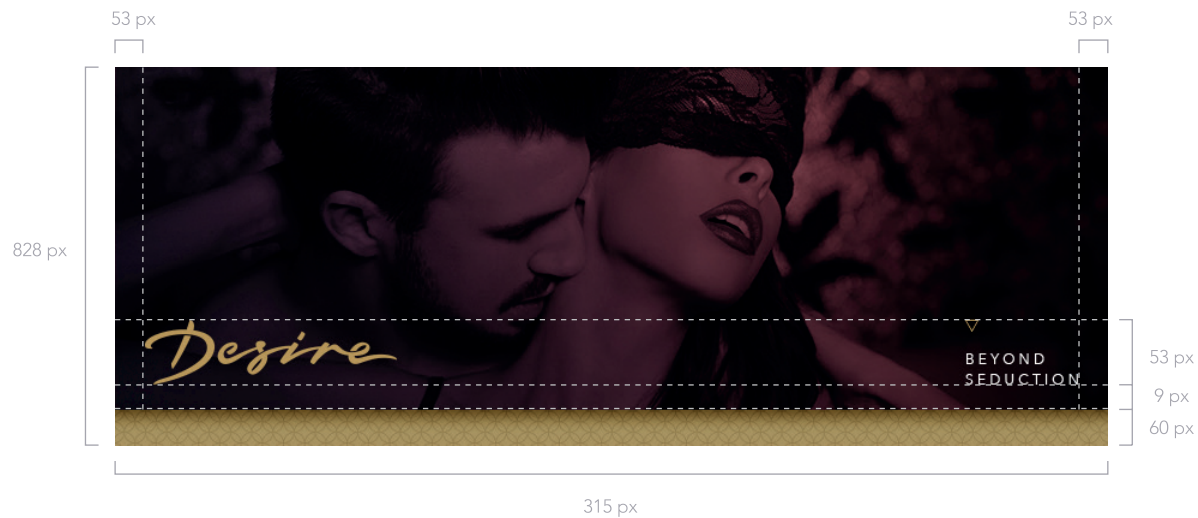 53 px
53 px
828 px
Desire
BEYOND
SEDUCTION
53 px
9 px
60 px
315 px